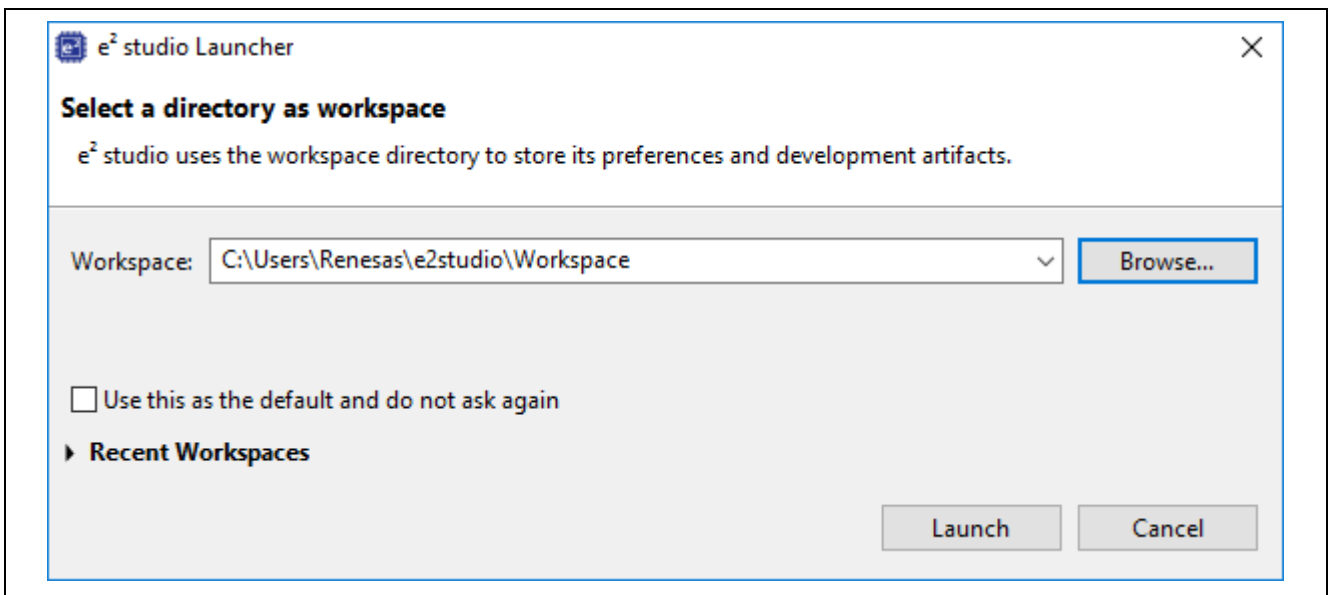 e² studio Launcher
Select a directory as workspace
e² studio uses the workspace directory to store its preferences and development artifacts.
Workspace: C:\Users\Renesas\e2studio\Workspace Browse...
Use this as the default and do not ask again
Recent Workspaces
Launch Cancel